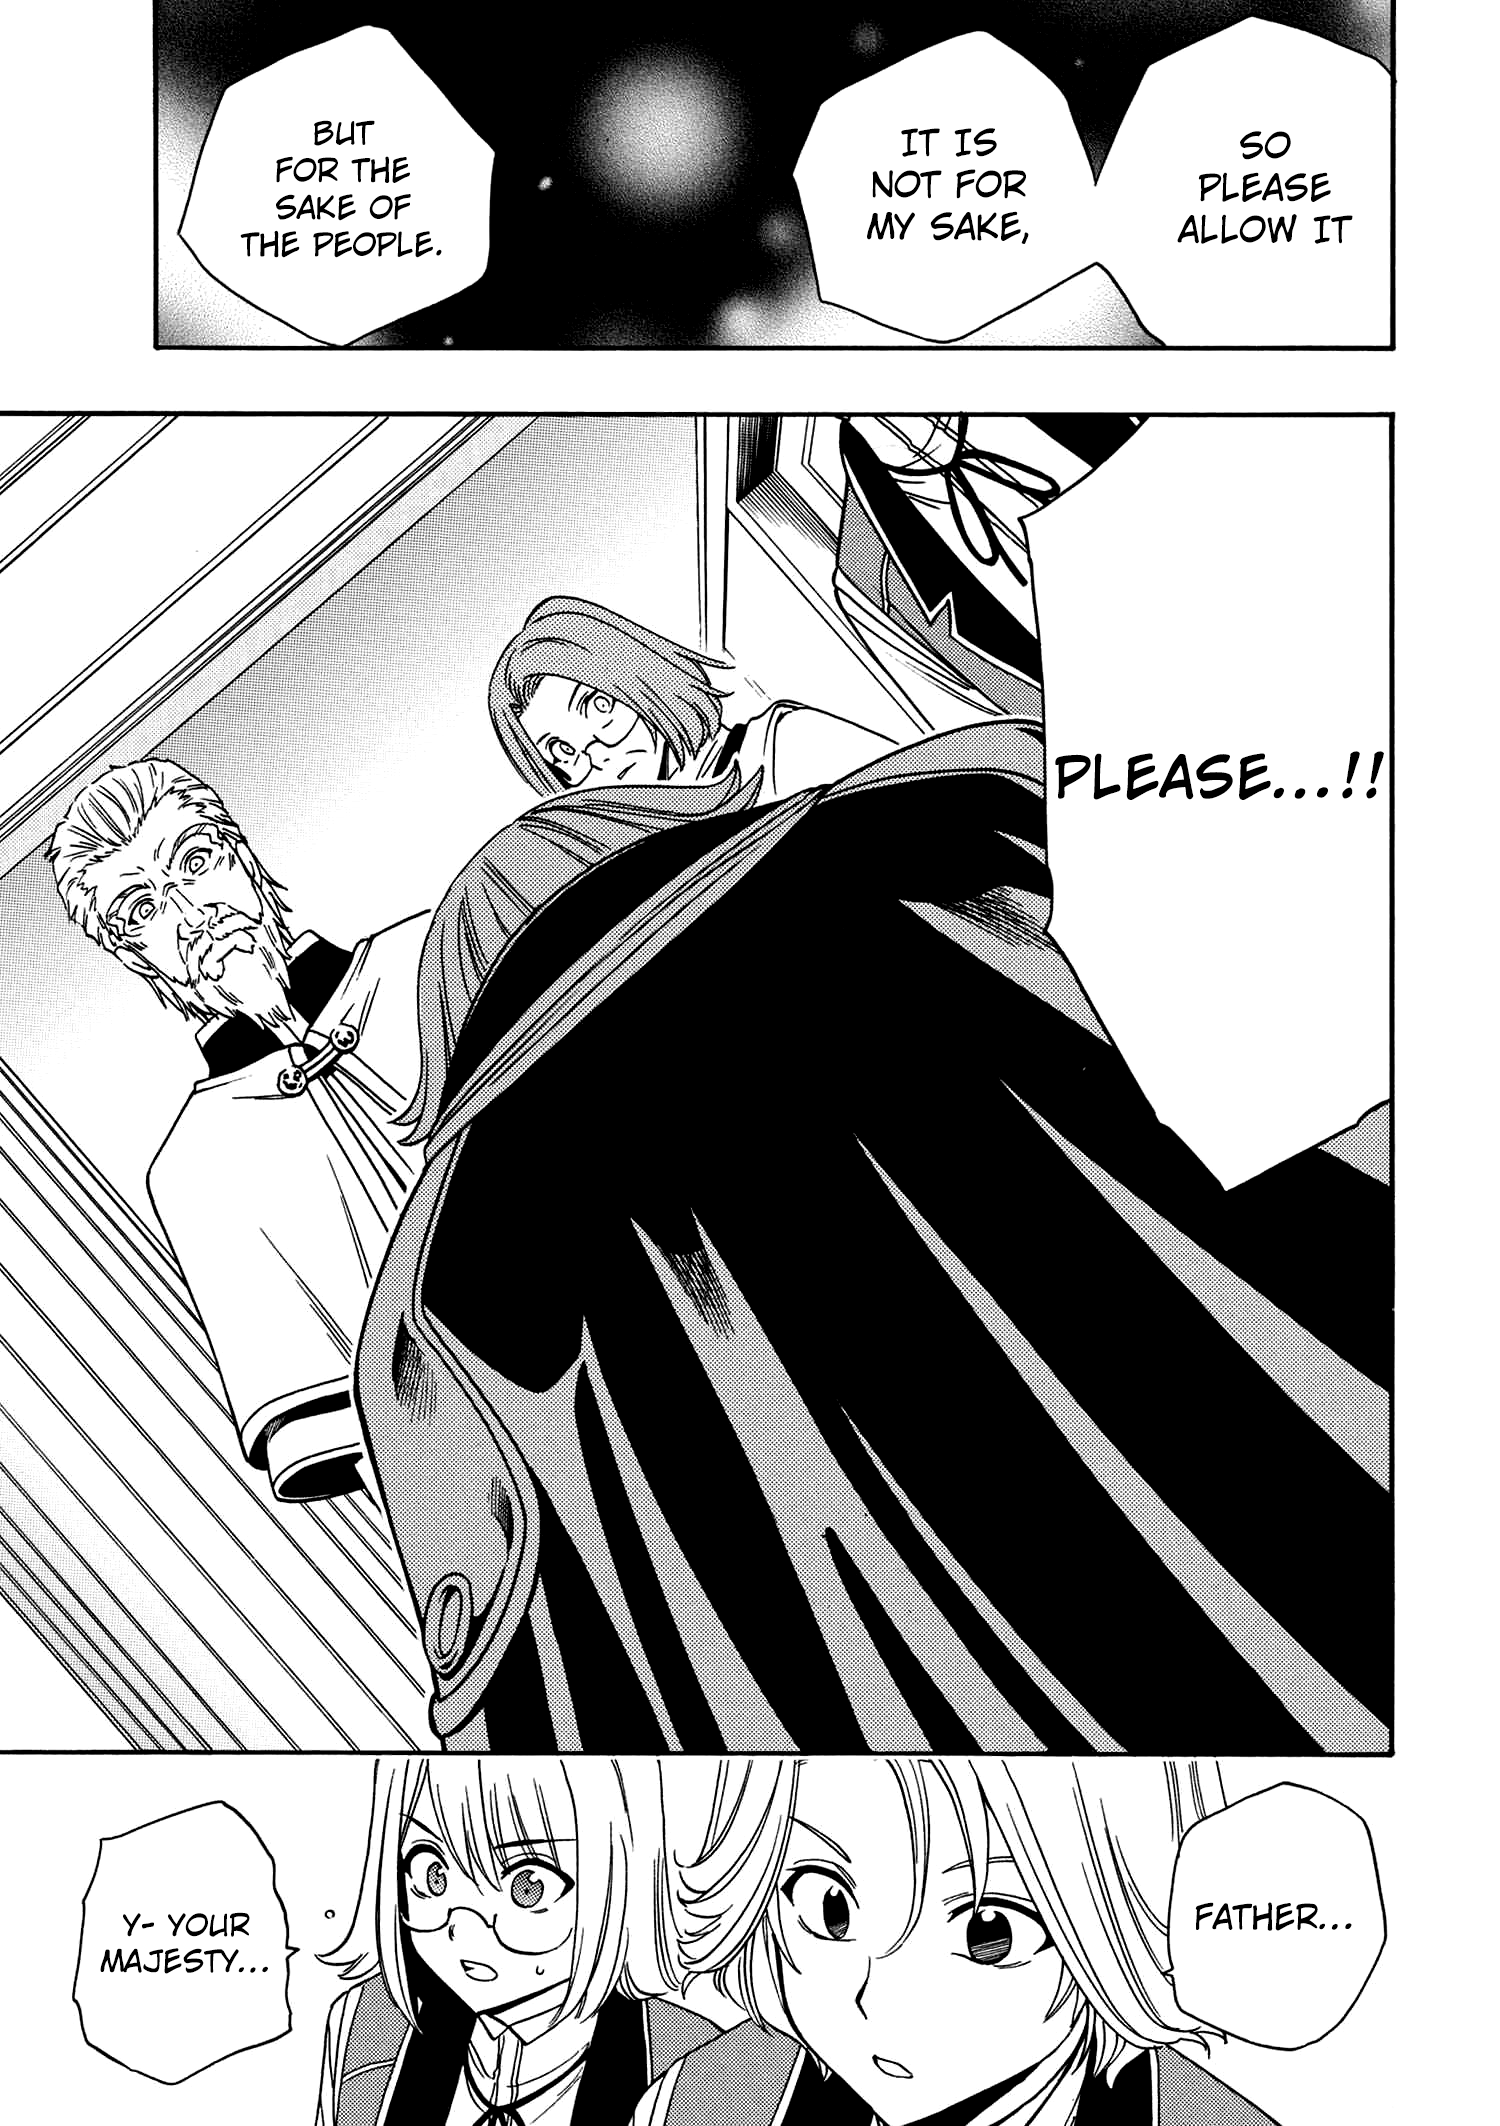 SO
PLEASE
ALLOW IT
IT IS
NOT FOR
MY SAKE,
BUT
FOR THE
SAKE OF
THE PEOPLE.
PLEASE...!!
FATHER...
Y- YOUR
MAJESTY...